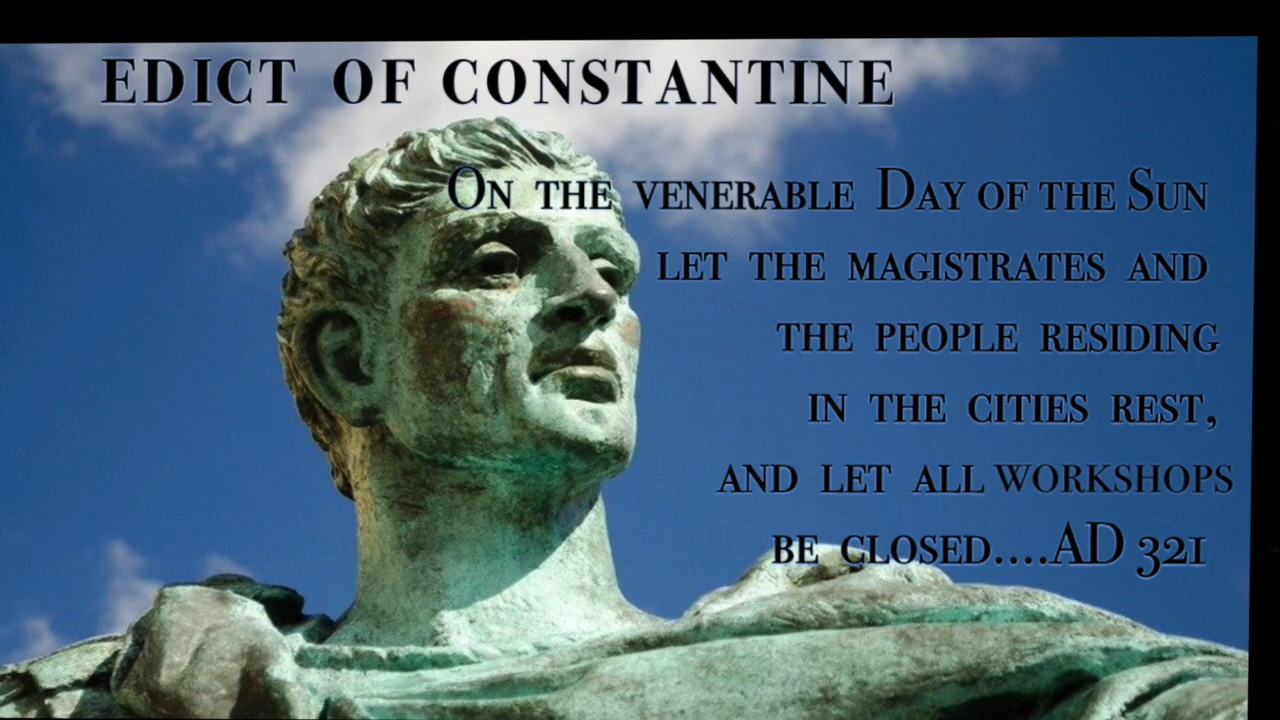 EDICT OF CONSTANTINE
On the venerable Day of the Sun
let the magistrates and
the people residing
in the cities rest,
and let all workshops
be closed....AD 321